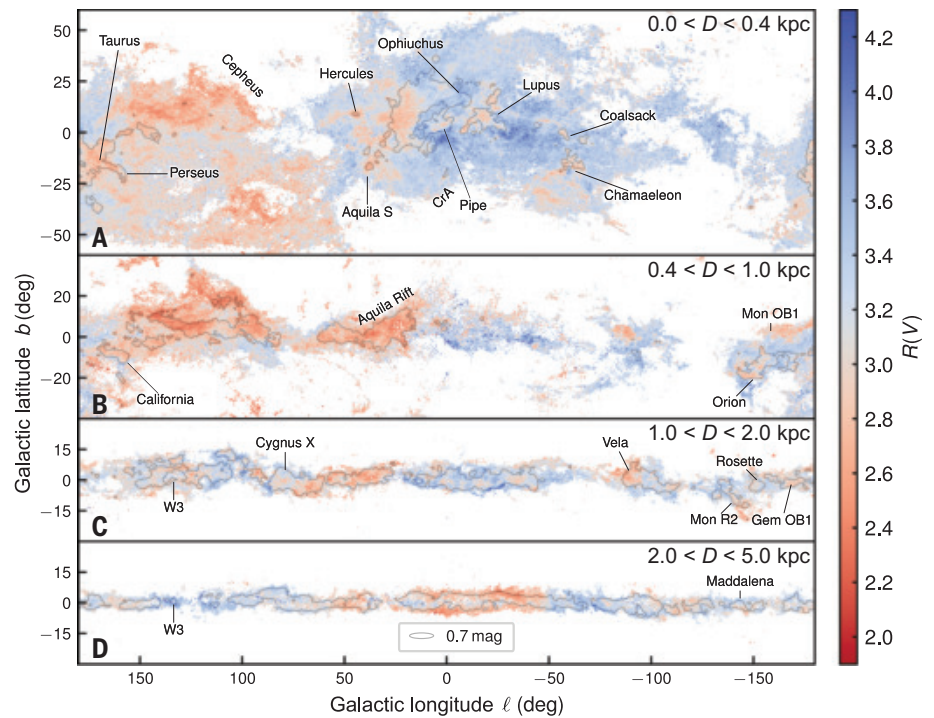 0.0 < D < 0.4 kpc
50
25
0
−25
−50
Taurus
Cepheus
Perseus
Hercules
Ophiuchus
Lupus
Coalsack
Chamaeleon
Aquila S
CrA
Pipe
A
0.4 < D < 1.0 kpc
20
0
−20
Aquila Rift
Mon OB1
California
Orion
B
1.0 < D < 2.0 kpc
15
0
−15
Cygnus X
Vela
Rosette
W3
Mon R2
Gem OB1
C
2.0 < D < 5.0 kpc
15
0
−15
Maddalena
W3
0.7 mag
D
150
100
50
0
−50
−100
−150
Galactic longitude ℓ (deg)
Galactic latitude b (deg)
4.2
4.0
3.8
3.6
3.4
3.2
3.0
2.8
2.6
2.4
2.2
2.0
R(V)